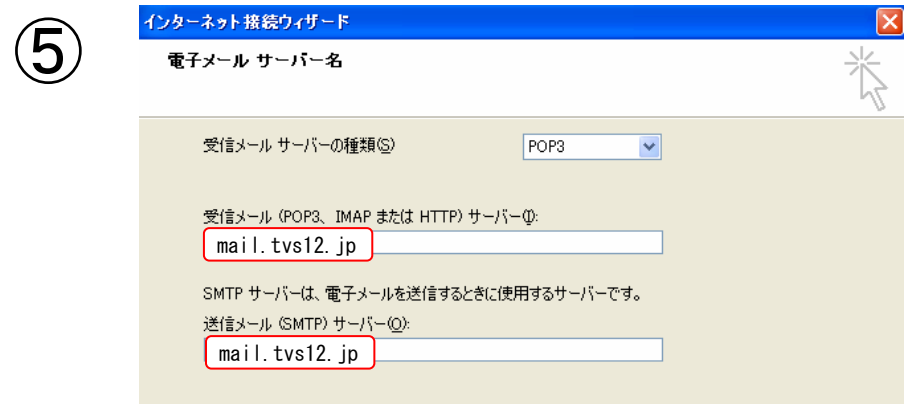 ⑤
インターネット接続ウィザード
電子メール サーバー名
受信メール サーバーの種類(S)
POP3
受信メール (POP3、IMAP または HTTP) サーバー(I):
mail.tvs12.jp
SMTP サーバーは、電子メールを送信するときに使用するサーバーです。
送信メール (SMTP) サーバー(O):
mail.tvs12.jp